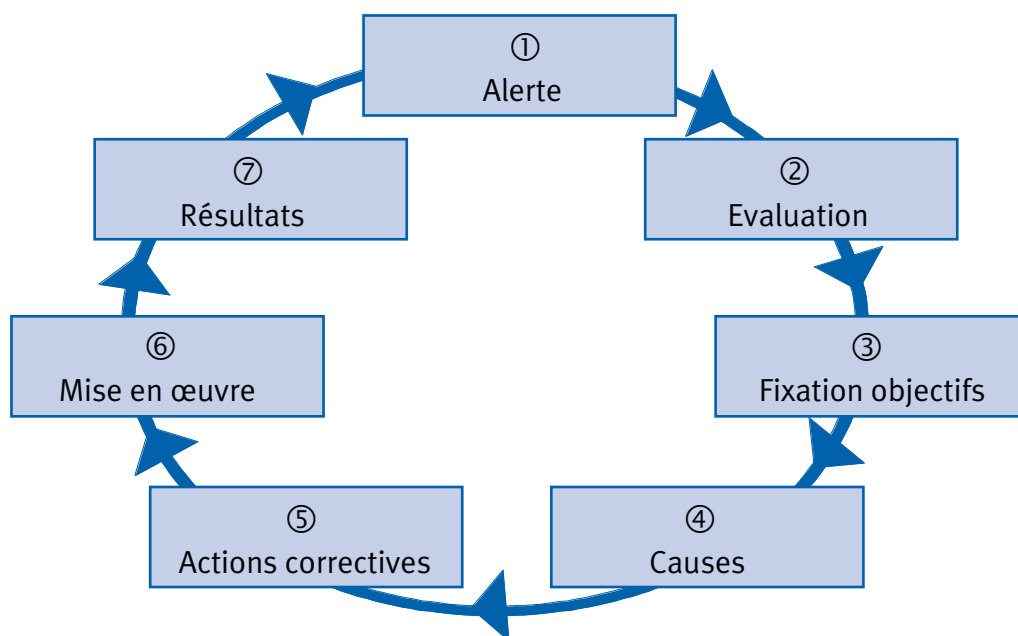 ①
Alerte
②
Evaluation
③
Fixation objectifs
④
Causes
⑤
Actions correctives
⑥
Mise en œuvre
⑦
Résultats